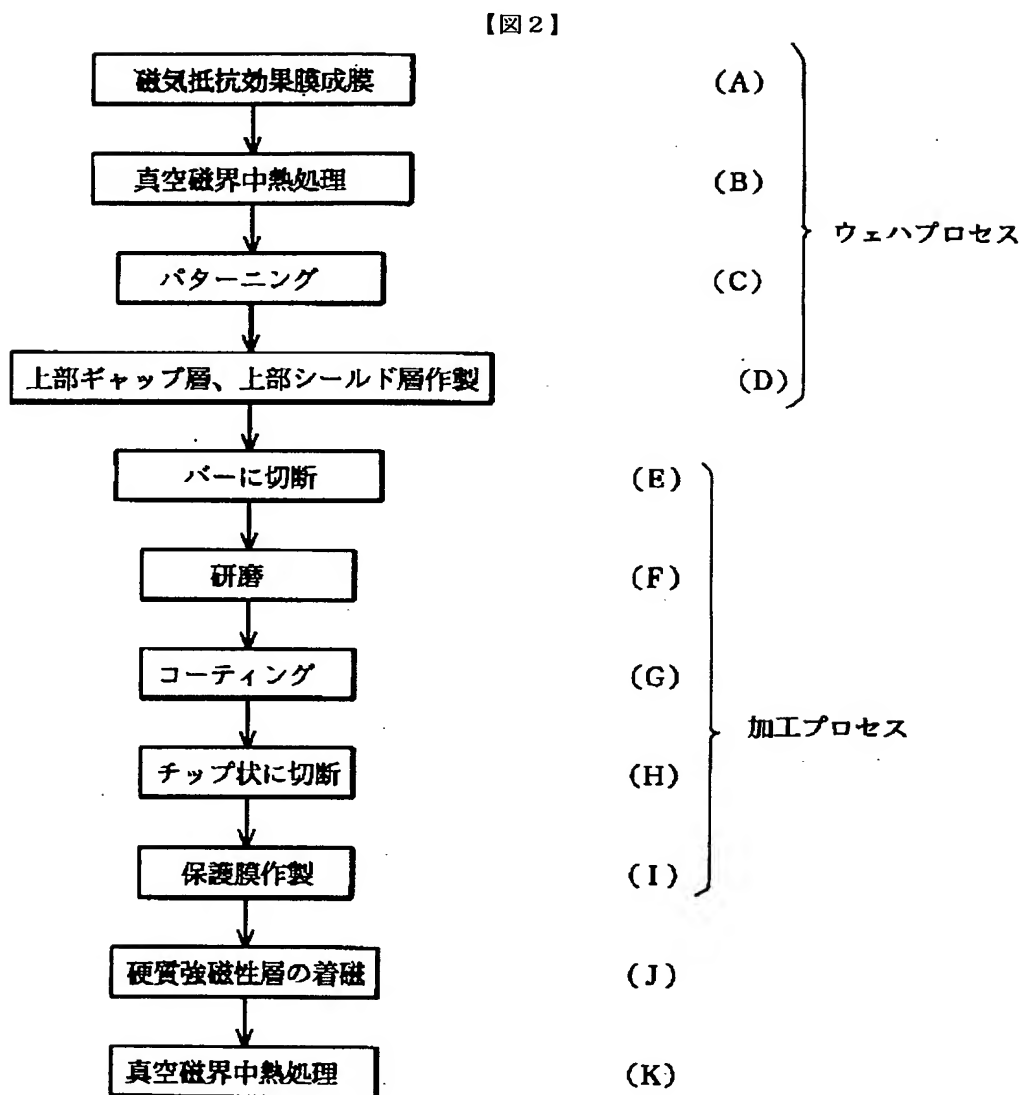 【図2】
磁気抵抗効果膜成膜 (A)
真空磁界中熱処理 (B)
ウェハプロセス
パターニング (C)
上部ギャップ層、上部シールド層作製 (D)
バーに切断 (E)
研磨 (F)
コーティング (G)
加工プロセス
チップ状に切断 (H)
保護膜作製 (I)
硬質強磁性層の着磁 (J)
真空磁界中熱処理 (K)